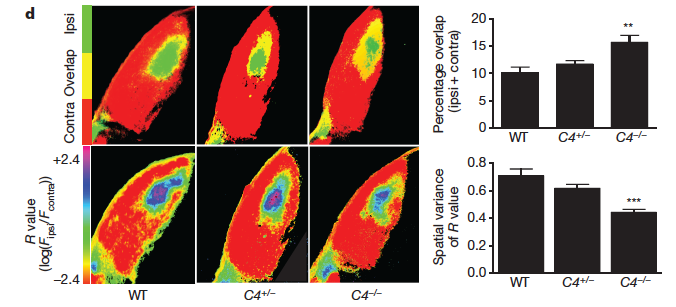 d
Contra Overlap Ipsi
Percentage overlap
(ipsi + contra)
20
15
10
5
0
**
WT
C4+/−
C4−/−
+2.4
R value
(log(Fipsi/Fcontra))
−2.4
WT
C4+/−
C4−/−
Spatial variance
of R value
0.8
0.6
0.4
0.2
0.0
***
WT
C4+/−
C4−/−